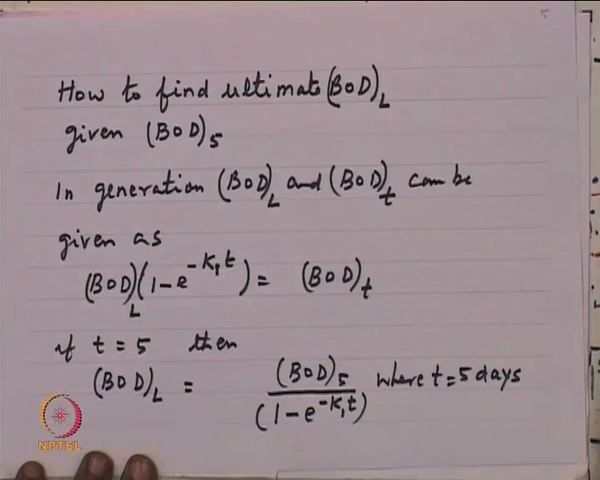 How to find ultimate (BOD)L
given (BOD)5
In generation (BOD)L and (BOD)t can be
given as
(BOD)L(1-e^-K1t) = (BOD)t
if t = 5 then
(BOD)L = (BOD)5 / (1-e^-K1t) where t=5 days
NPTEL